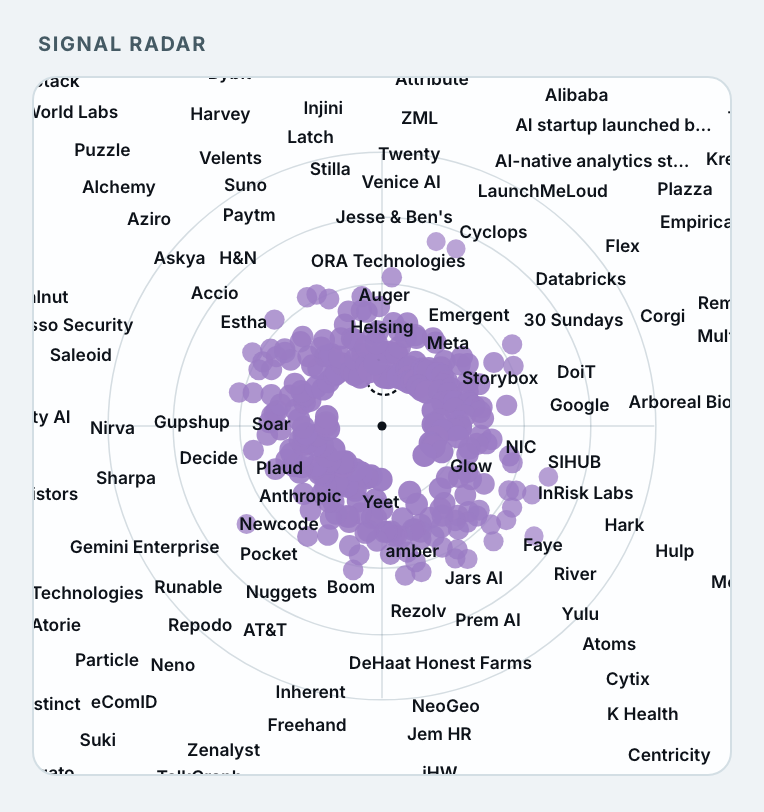 SIGNAL RADAR
Attribute
Alibaba
World Labs
Harvey
Injini
ZML
AI startup launched b...
Latch
Puzzle
Velents
Twenty
AI-native analytics st...
Stilla
Alchemy
Suno
Venice AI
LaunchMeLoud
Plazza
Aziro
Paytm
Jesse & Ben's
Cyclops
Empirica
Flex
Askya
H&N
ORA Technologies
Databricks
Accio
Auger
Estha
Helsing
Emergent
30 Sundays
Corgi
sso Security
Meta
Saleoid
Storybox
DoiT
Google
Arboreal Bio
ty AI
Nirva
Gupshup
Soar
NIC
Decide
Plaud
Glow
SIHUB
Sharpa
Anthropic
Yeet
InRisk Labs
istors
Newcode
Hark
Gemini Enterprise
Pocket
amber
Faye
Hulp
Technologies
Runable
Nuggets
Boom
Jars AI
River
Atorie
Repodo
AT&T
Rezolv
Prem AI
Yulu
Atoms
Particle
Neno
DeHaat Honest Farms
Cytix
stinct
eComID
Inherent
NeoGeo
K Health
Suki
Freehand
Jem HR
Zenalyst
Centricity